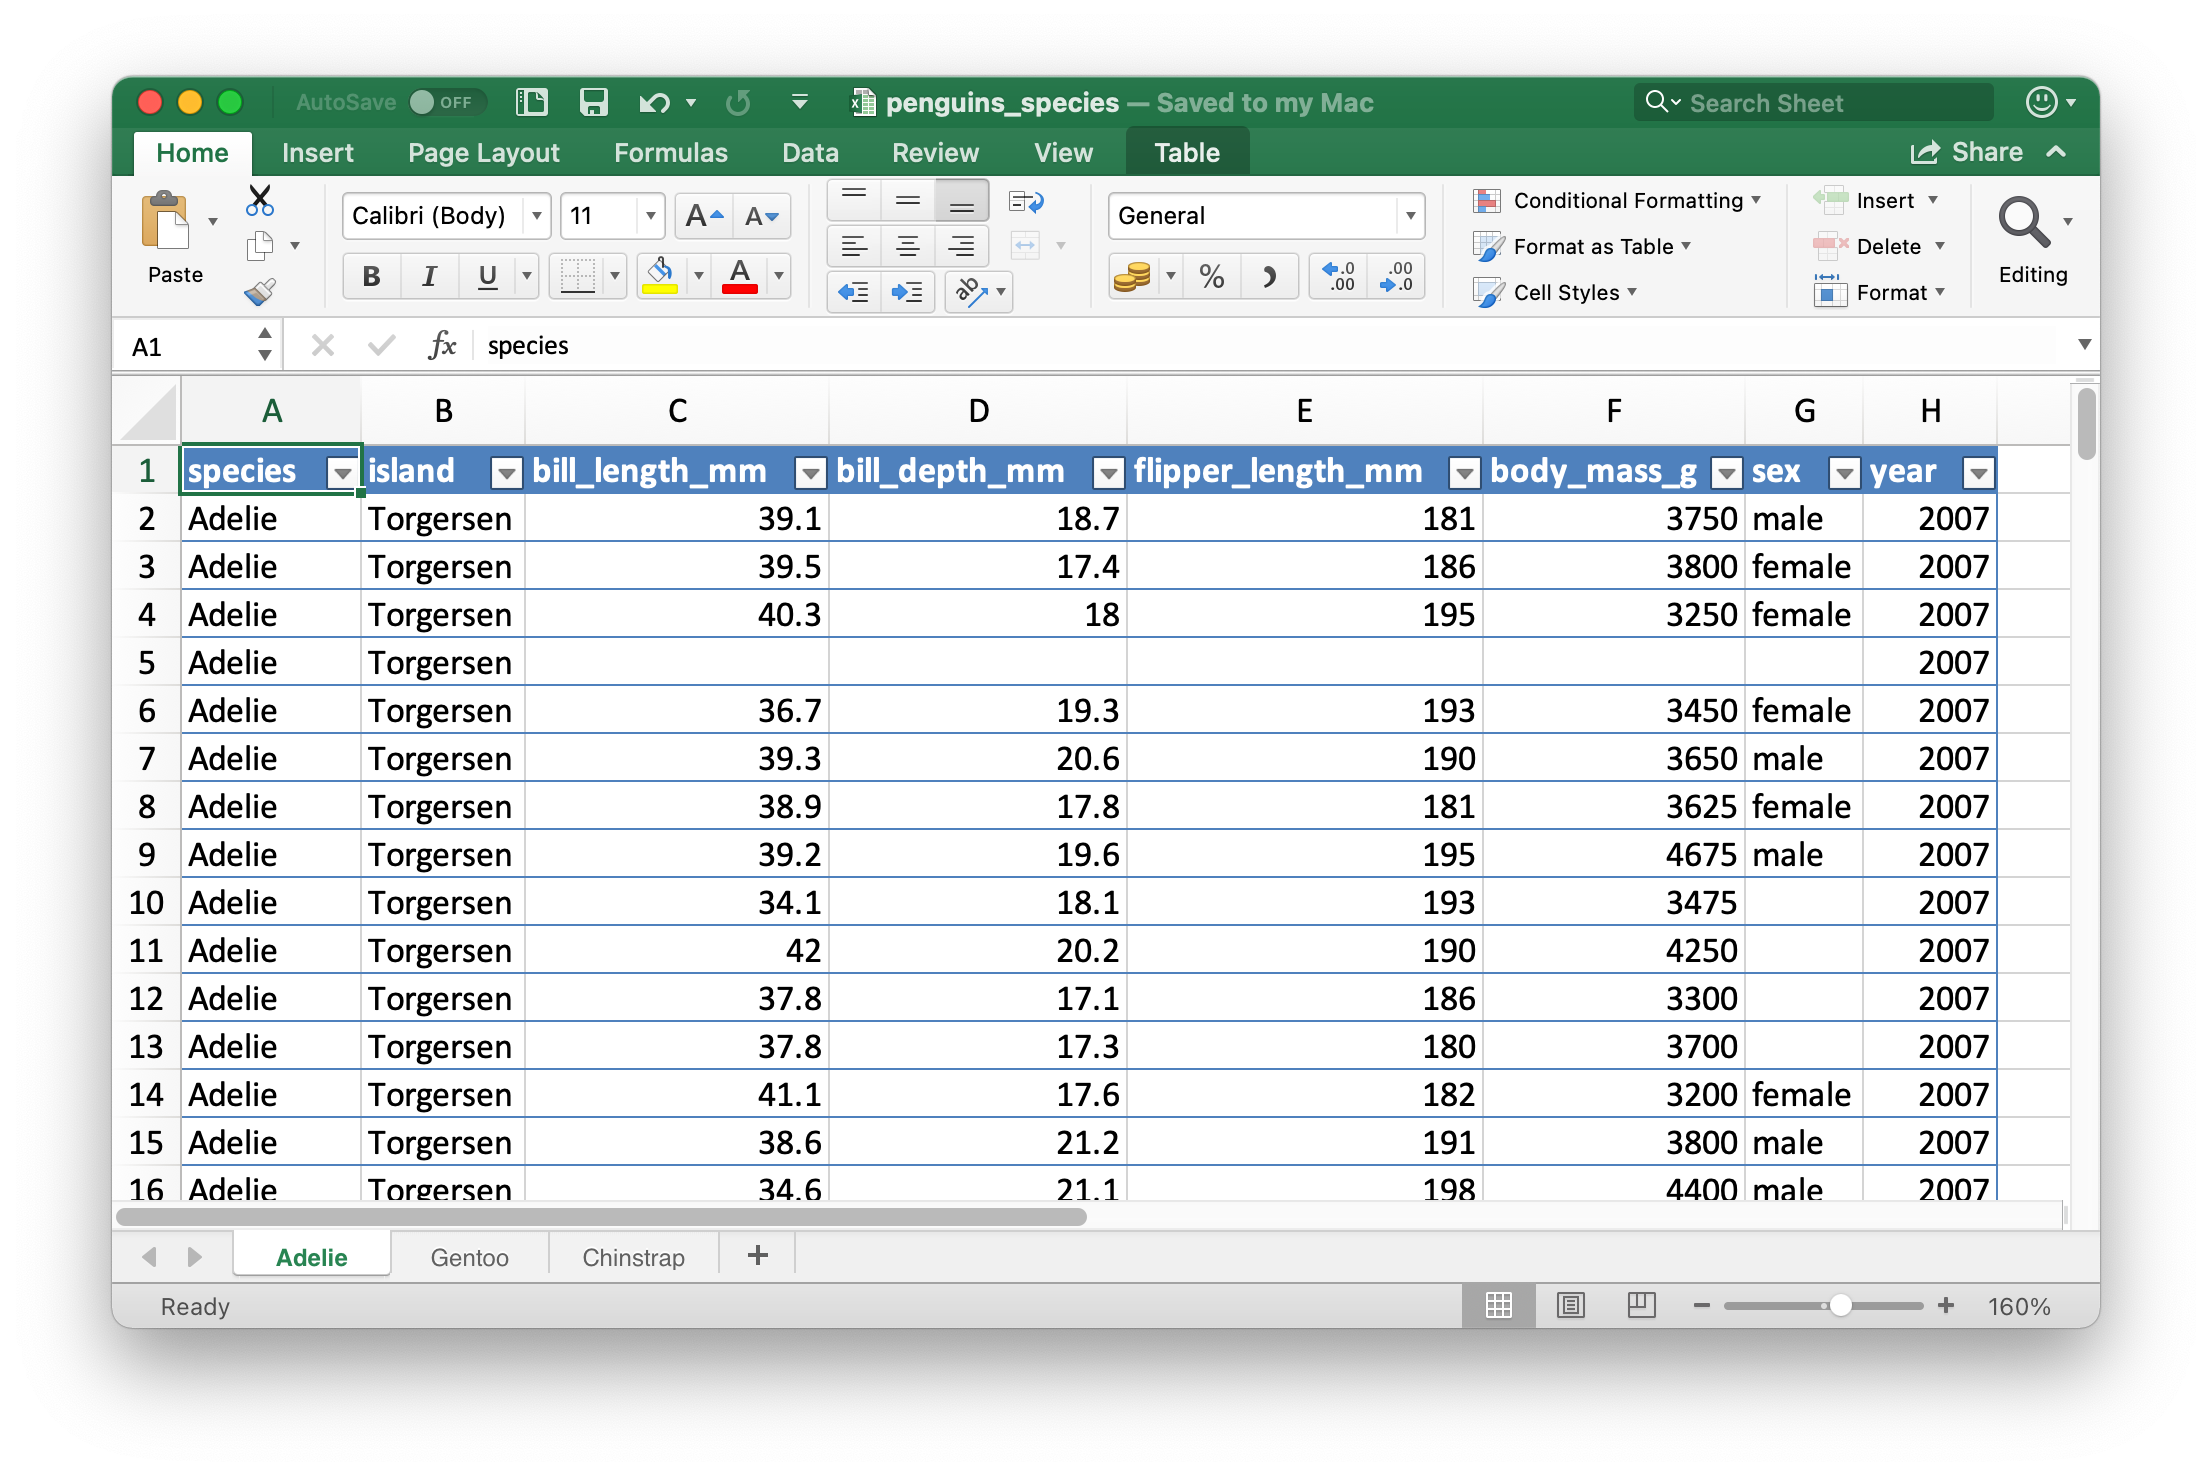 AutoSave OFF penguins_species — Saved to my Mac Search Sheet
Home Insert Page Layout Formulas Data Review View Table Share
Paste Calibri (Body) 11 A A General Conditional Formatting Insert
Format as Table Delete Editing
B I U A ab % .0 .00 .00 .0 Cell Styles Format
A1 fx species
A B C D E F G H
1 species island bill_length_mm bill_depth_mm flipper_length_mm body_mass_g sex year
2 Adelie Torgersen 39.1 18.7 181 3750 male 2007
3 Adelie Torgersen 39.5 17.4 186 3800 female 2007
4 Adelie Torgersen 40.3 18 195 3250 female 2007
5 Adelie Torgersen 2007
6 Adelie Torgersen 36.7 19.3 193 3450 female 2007
7 Adelie Torgersen 39.3 20.6 190 3650 male 2007
8 Adelie Torgersen 38.9 17.8 181 3625 female 2007
9 Adelie Torgersen 39.2 19.6 195 4675 male 2007
10 Adelie Torgersen 34.1 18.1 193 3475 2007
11 Adelie Torgersen 42 20.2 190 4250 2007
12 Adelie Torgersen 37.8 17.1 186 3300 2007
13 Adelie Torgersen 37.8 17.3 180 3700 2007
14 Adelie Torgersen 41.1 17.6 182 3200 female 2007
15 Adelie Torgersen 38.6 21.2 191 3800 male 2007
16 Adelie Torgersen 34.6 21.1 198 4400 male 2007
Adelie Gentoo Chinstrap +
Ready 160%